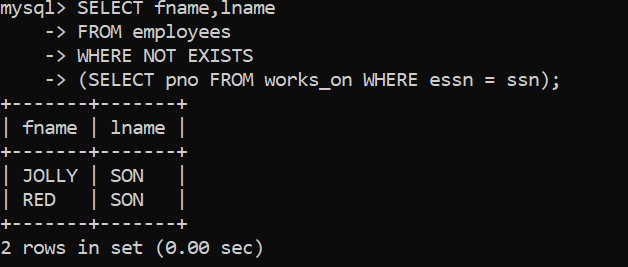 mysql> SELECT fname,lname
    -> FROM employees
    -> WHERE NOT EXISTS
    -> (SELECT pno FROM works_on WHERE essn = ssn);
+-------+-------+
| fname | lname |
+-------+-------+
| JOLLY | SON   |
| RED   | SON   |
+-------+-------+
2 rows in set (0.00 sec)